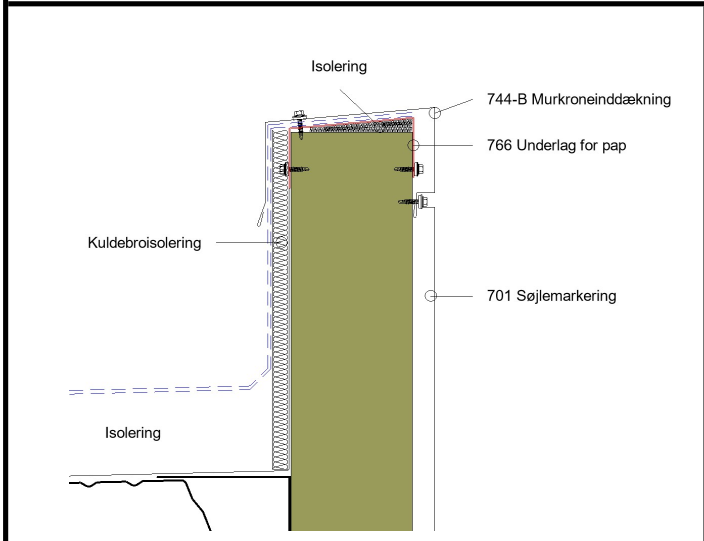 Isolering
744-B Murkroneinddækning
766 Underlag for pap
Kuldebroisolering
701 Søjlemarkering
Isolering